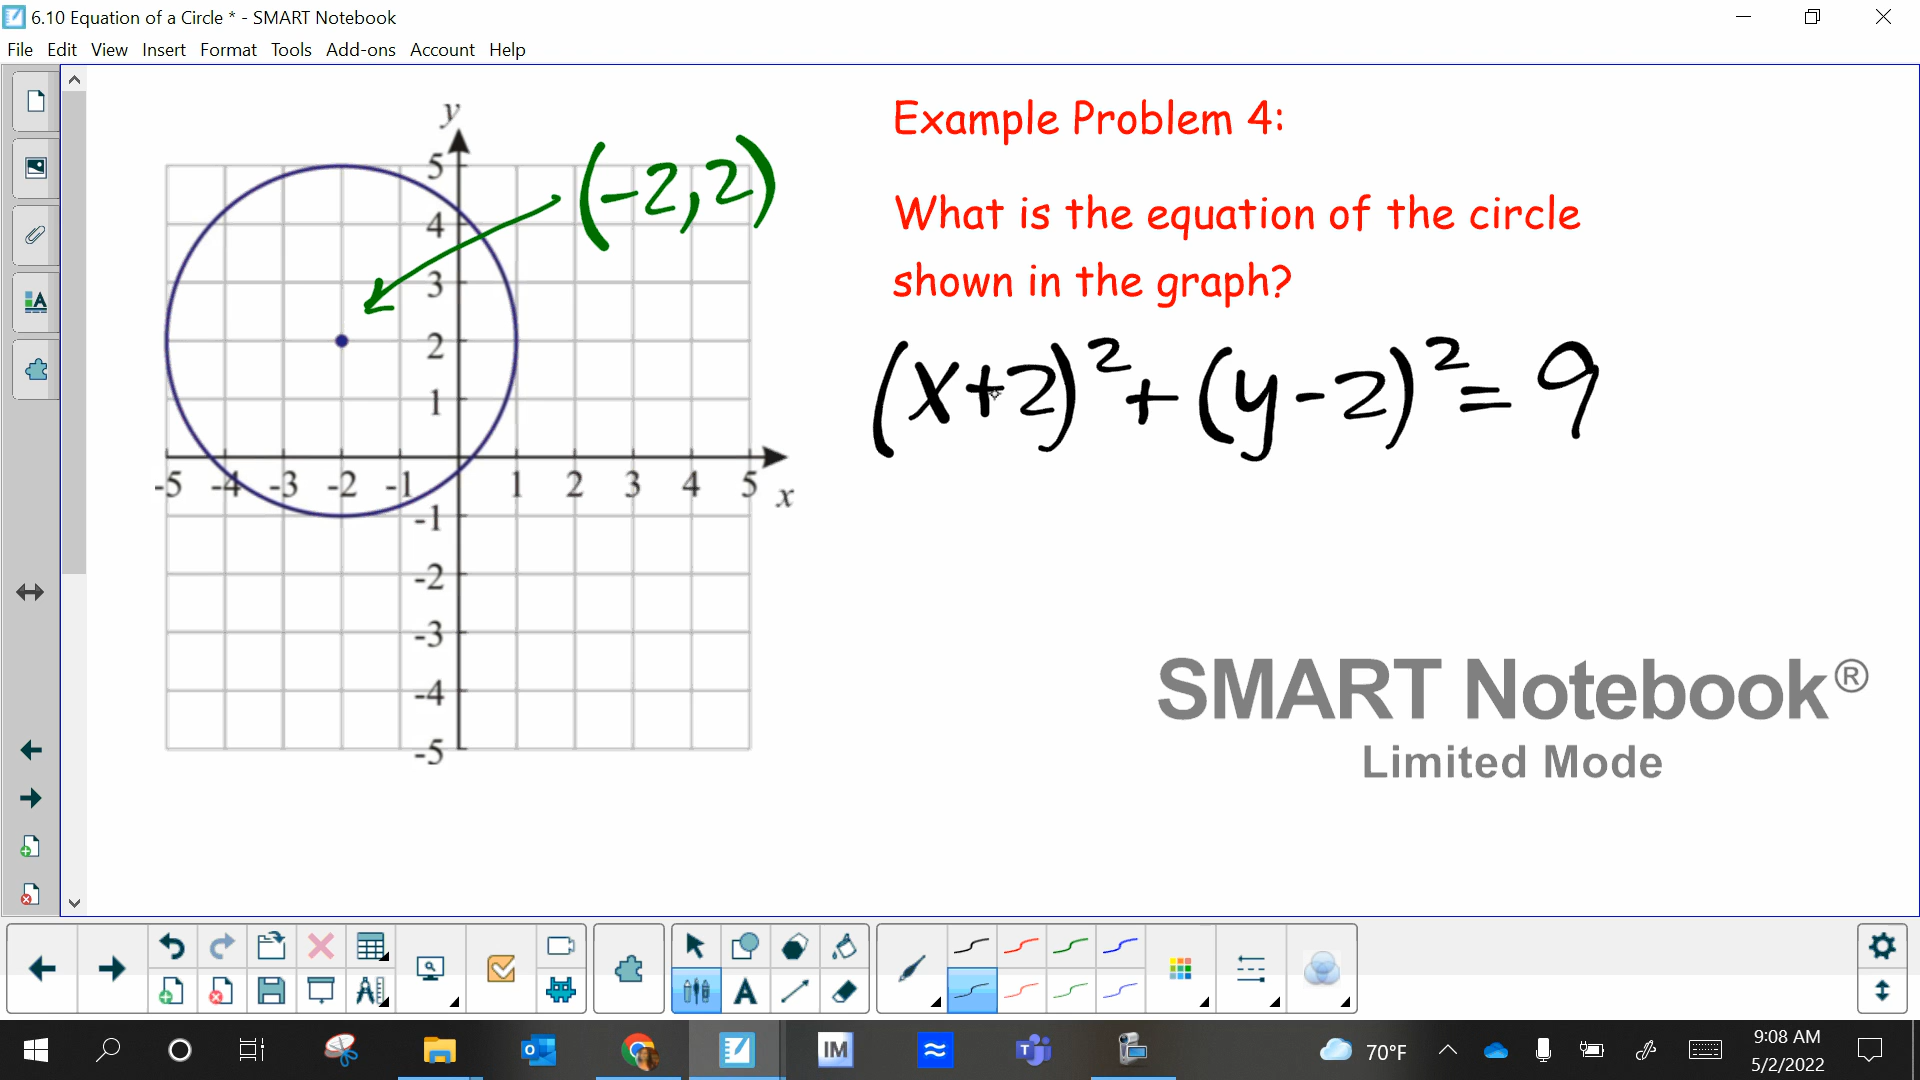 6.10 Equation of a Circle * - SMART Notebook
File Edit View Insert Format Tools Add-ons Account Help
y
5
4
3
2
1
-5 -4 -3 -2 -1 1 2 3 4 5 x
-1
-2
-3
-4
-5
(-2,2)
Example Problem 4:
What is the equation of the circle
shown in the graph?
(x+2)²+(y-2)²=9
SMART Notebook®
Limited Mode
A
IM
T
70°F
9:08 AM
5/2/2022